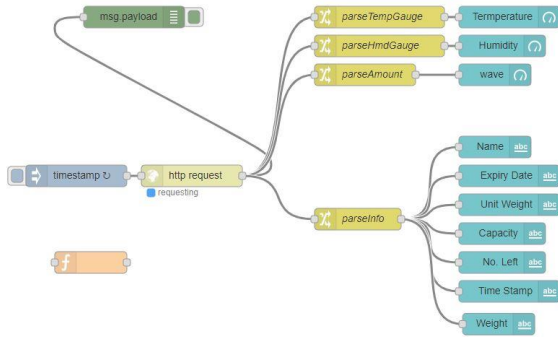 msg.payload
parseTempGauge
Temperature
parseHmdGauge
Humidity
parseAmount
wave
timestamp ↻
http request
requesting
f
parseInfo
Name abc
Expiry Date abc
Unit Weight abc
Capacity abc
No. Left abc
Time Stamp abc
Weight abc